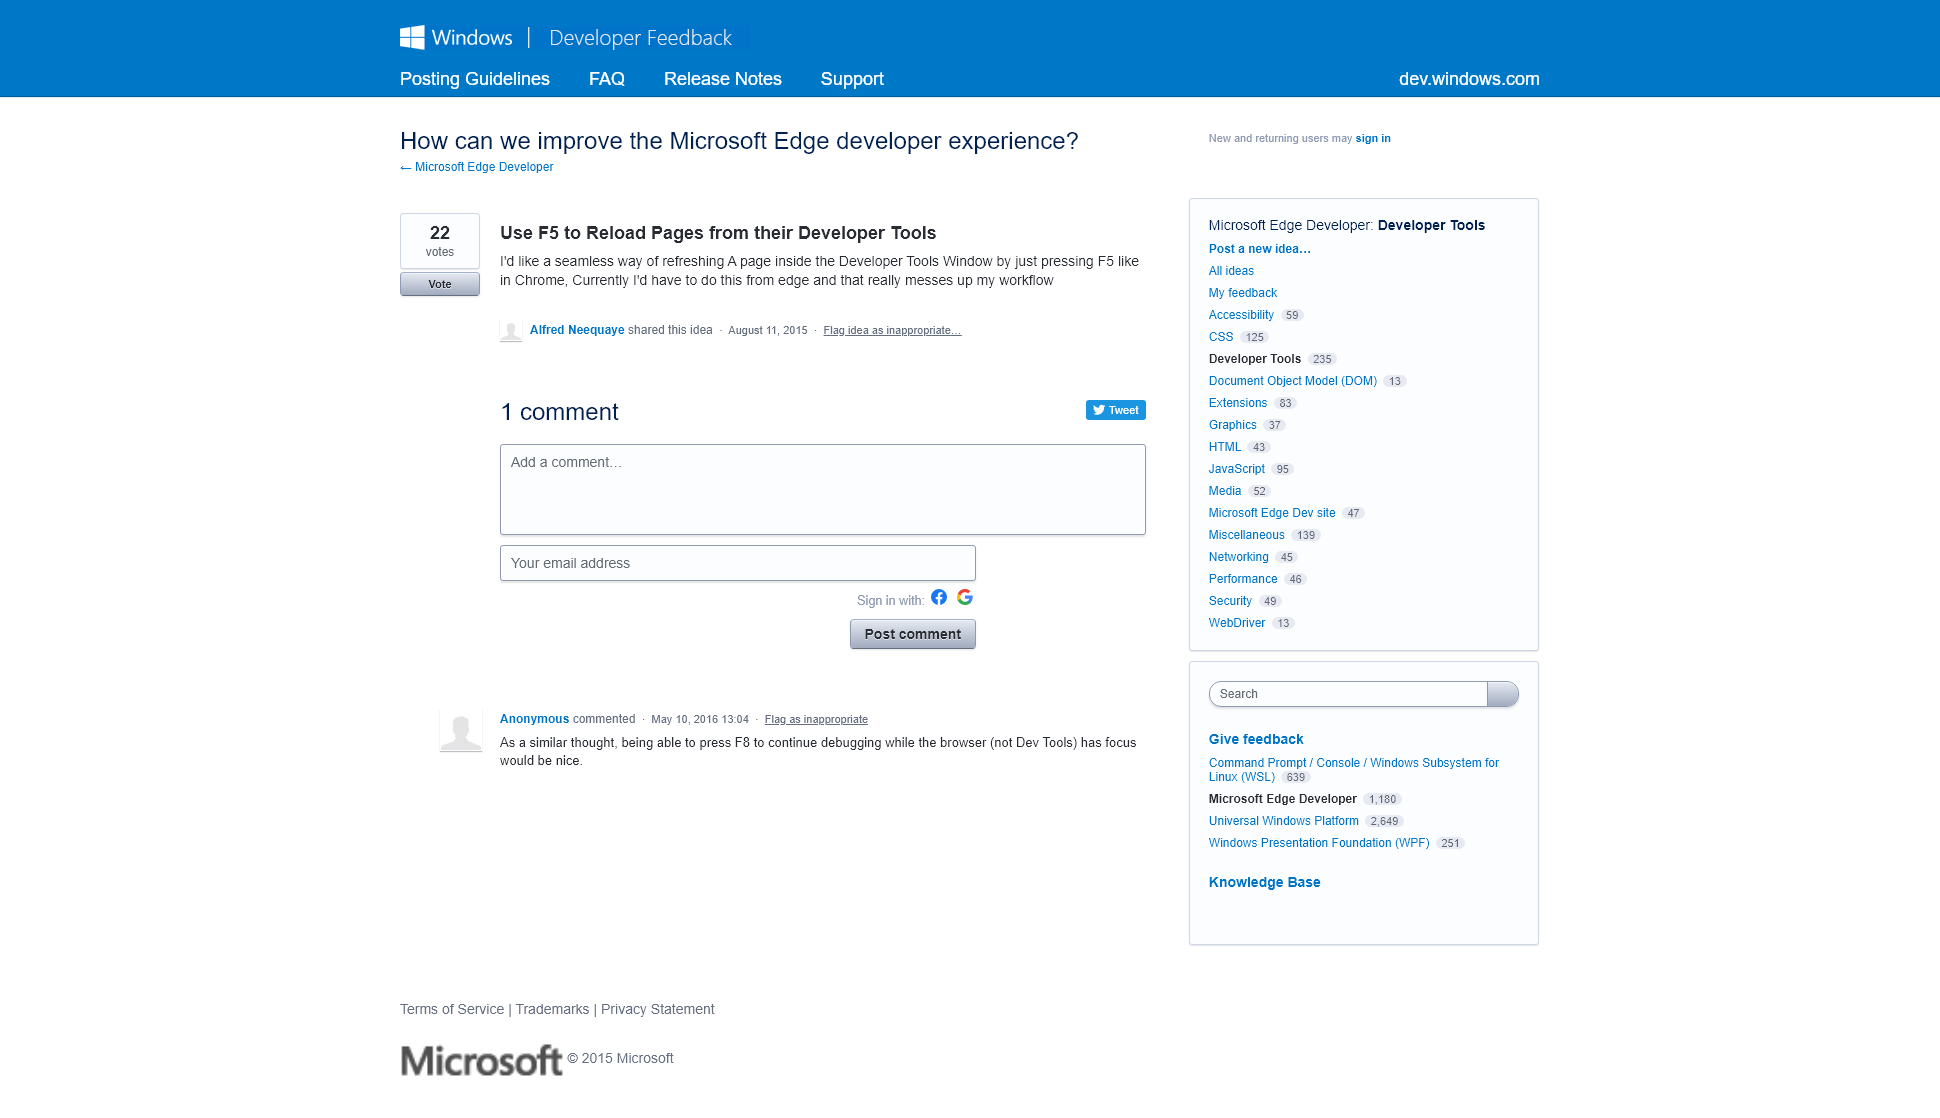 Windows | Developer Feedback
Posting Guidelines FAQ Release Notes Support dev.windows.com
How can we improve the Microsoft Edge developer experience?
← Microsoft Edge Developer
New and returning users may sign in
22
votes
Vote
Use F5 to Reload Pages from their Developer Tools
I'd like a seamless way of refreshing A page inside the Developer Tools Window by just pressing F5 like
in Chrome, Currently I'd have to do this from edge and that really messes up my workflow
Alfred Neequaye shared this idea · August 11, 2015 · Flag idea as inappropriate…
1 comment
Tweet
Add a comment…
Your email address
Sign in with:
Post comment
Anonymous commented · May 10, 2016 13:04 · Flag as inappropriate
As a similar thought, being able to press F8 to continue debugging while the browser (not Dev Tools) has focus
would be nice.
Microsoft Edge Developer: Developer Tools
Post a new idea…
All ideas
My feedback
Accessibility 59
CSS 125
Developer Tools 235
Document Object Model (DOM) 13
Extensions 83
Graphics 37
HTML 43
JavaScript 95
Media 52
Microsoft Edge Dev site 47
Miscellaneous 139
Networking 45
Performance 46
Security 49
WebDriver 13
Search
Give feedback
Command Prompt / Console / Windows Subsystem for
Linux (WSL) 639
Microsoft Edge Developer 1,180
Universal Windows Platform 2,649
Windows Presentation Foundation (WPF) 251
Knowledge Base
Terms of Service | Trademarks | Privacy Statement
Microsoft © 2015 Microsoft